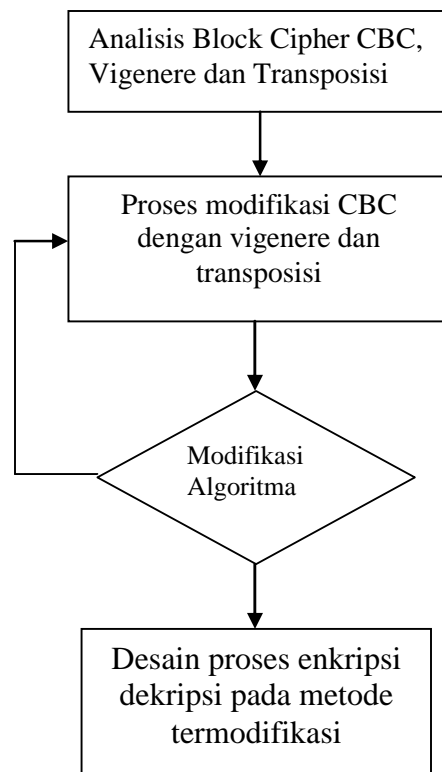 Analisis Block Cipher CBC,
Vigenere dan Transposisi
Proses modifikasi CBC
dengan vigenere dan
transposisi
Modifikasi
Algoritma
Desain proses enkripsi
dekripsi pada metode
termodifikasi